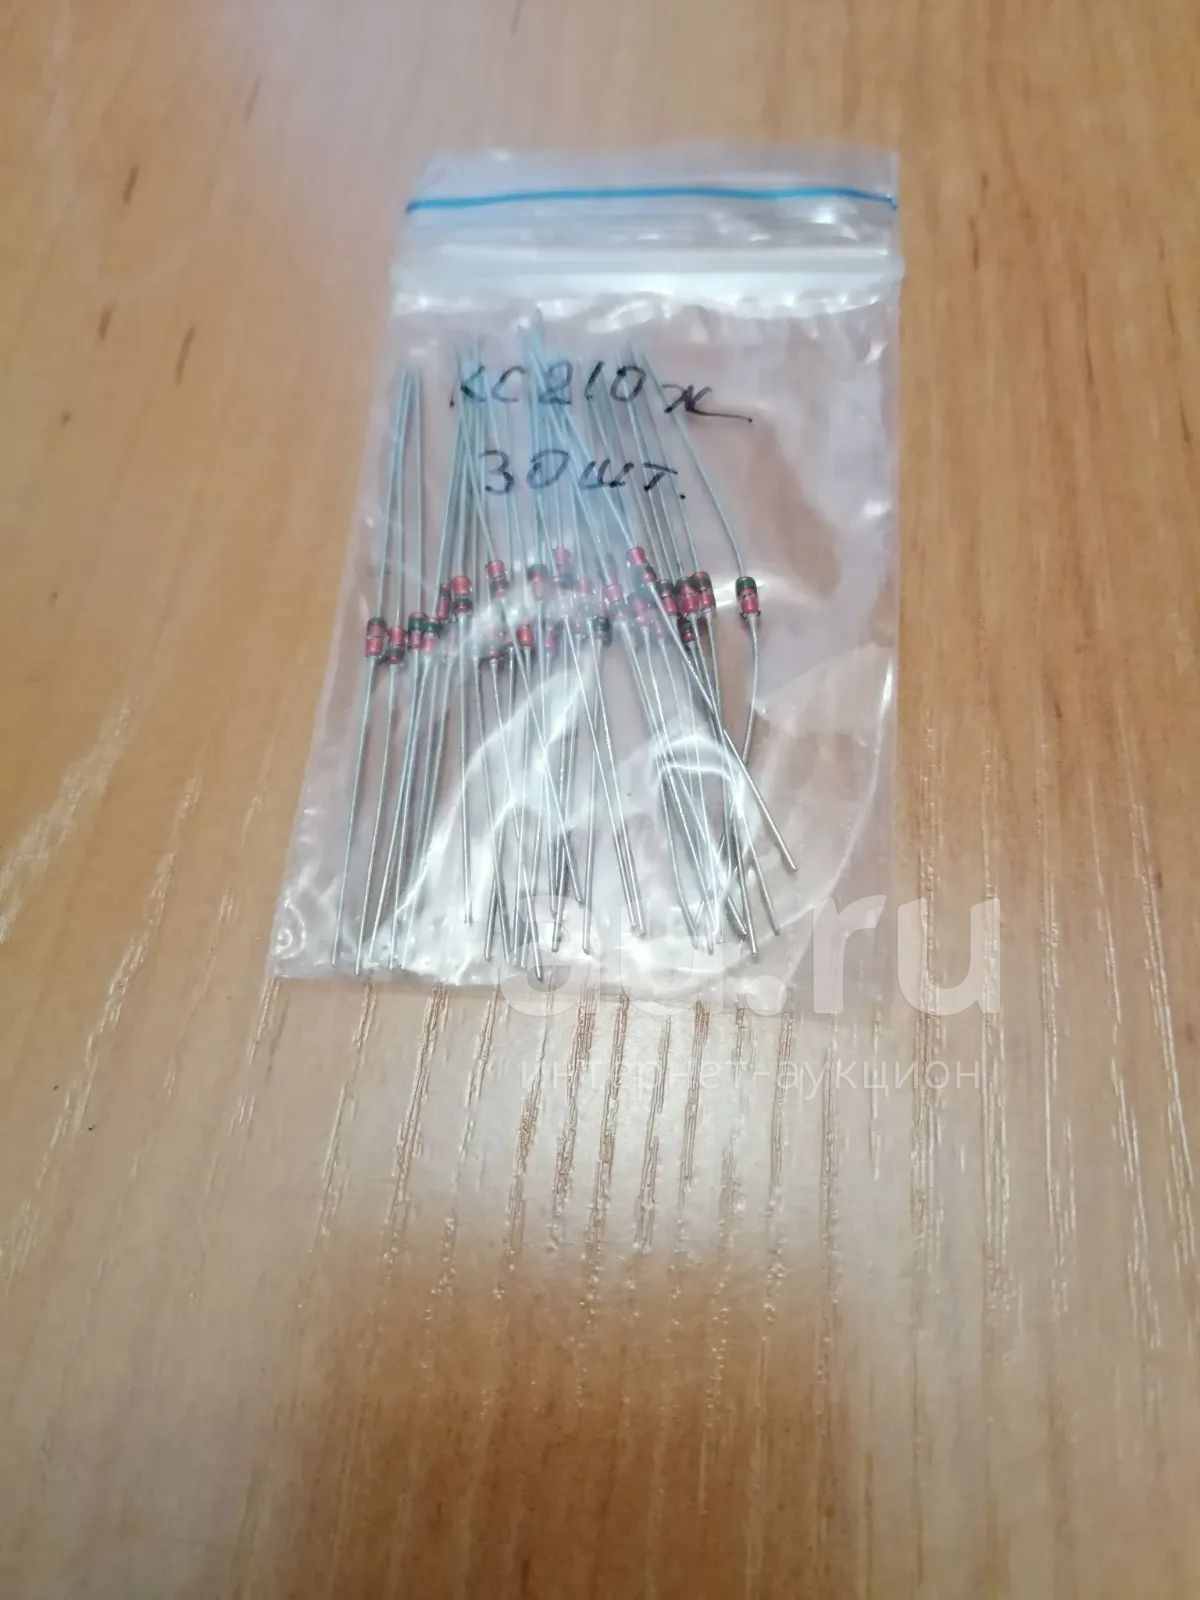 КС210ж
30шт.
au.ru
интернет-аукцион